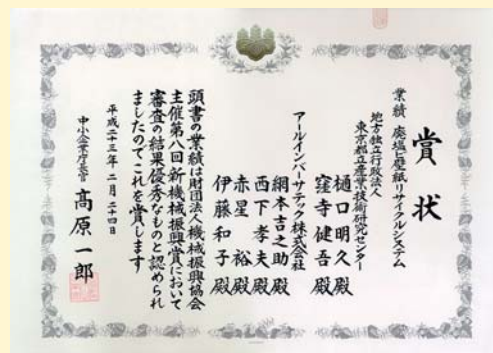 賞状
業績 廃塩ビ壁紙リサイクルシステム
地方独立行政法人
東京都立産業技術研究センター
樋口明久殿
窪寺健吾殿
アールインバーサテック株式会社
網本吉之助殿
西下孝夫殿
赤星裕殿
伊藤和子殿
頭書の業績は財団法人機械振興協会
主催第八回新機械振興賞において
審査の結果優秀なものと認められ
ましたのでこれを賞します
平成二十三年二月二十四日
中小企業庁長官 高原一郎